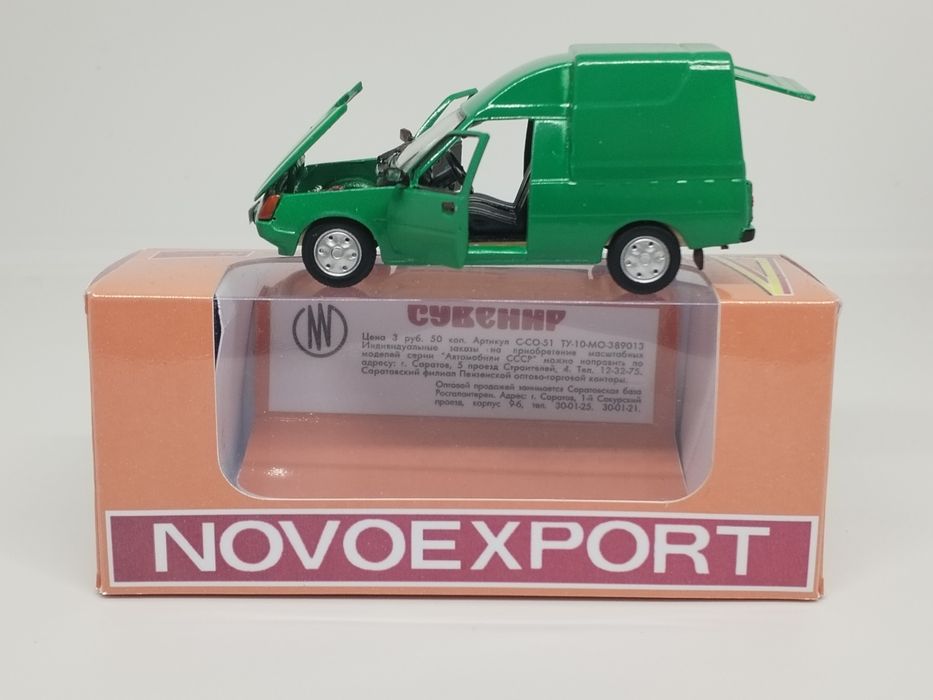 СУВЕНИР
Цена 3 руб. 50 коп. Артикул С-СО-51 ТУ-10-МО-389013
Индивидуальные заказы на приобретение масштабных
моделей серии "Автомобили СССР" можно направить по
адресу: г. Саратов, 5 проезд Строителей, 4. Тел. 12-32-75.
Саратовский филиал Пензенской оптово-торговой конторы.
Оптовой продажей занимается Саратовская база
Росгалантереи. Адрес: г. Саратов, 1-й Сокурский
проезд, корпус 9-б, тел. 30-01-25. 30-01-21.
NOVOEXPORT